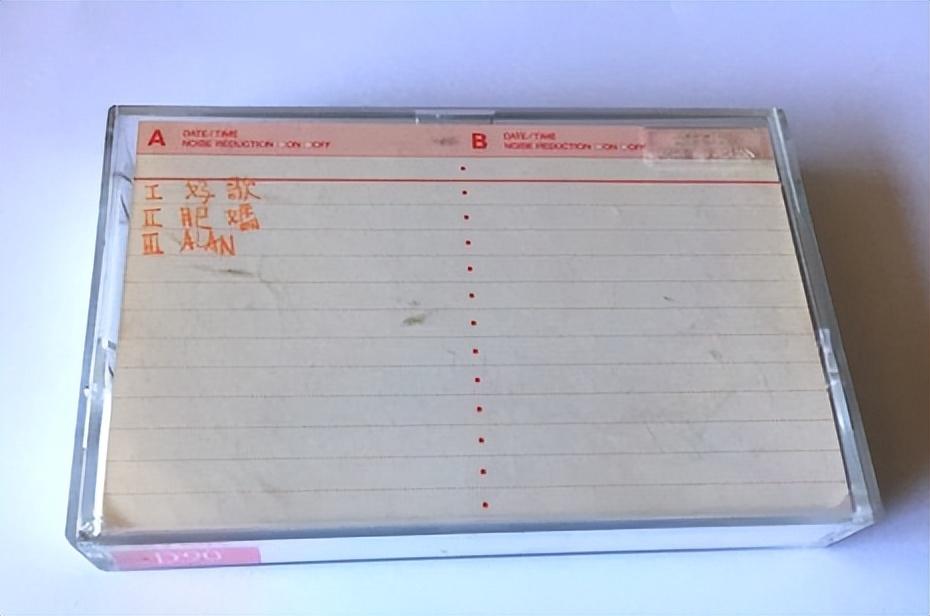 A DATE/TIME
NOISE REDUCTION ON OFF
B DATE/TIME
NOISE REDUCTION ON OFF
I 好歌
II 肥媽
III ALAN
D90